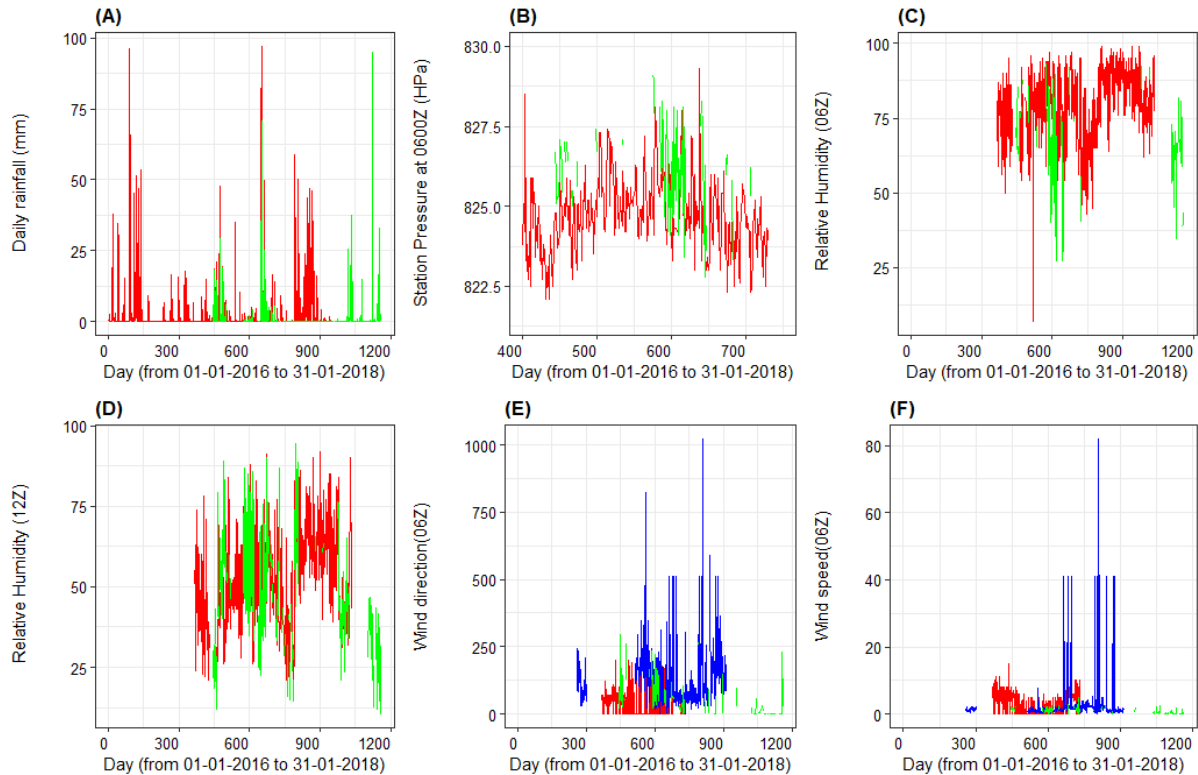 (A)
Daily rainfall (mm)
100
75
50
25
0
0 300 600 900 1200
Day (from 01-01-2016 to 31-01-2018)
(B)
Station Pressure at 0600Z (HPa)
830.0
827.5
825.0
822.5
400 500 600 700
Day (from 01-01-2016 to 31-01-2018)
(C)
Relative Humidity (06Z)
100
75
50
25
0 300 600 900 1200
Day (from 01-01-2016 to 31-01-2018)
(D)
Relative Humidity (12Z)
100
75
50
25
0 300 600 900 1200
Day (from 01-01-2016 to 31-01-2018)
(E)
Wind direction(06Z)
1000
750
500
250
0
0 300 600 900 1200
Day (from 01-01-2016 to 31-01-2018)
(F)
Wind speed(06Z)
80
60
40
20
0
0 300 600 900 1200
Day (from 01-01-2016 to 31-01-2018)